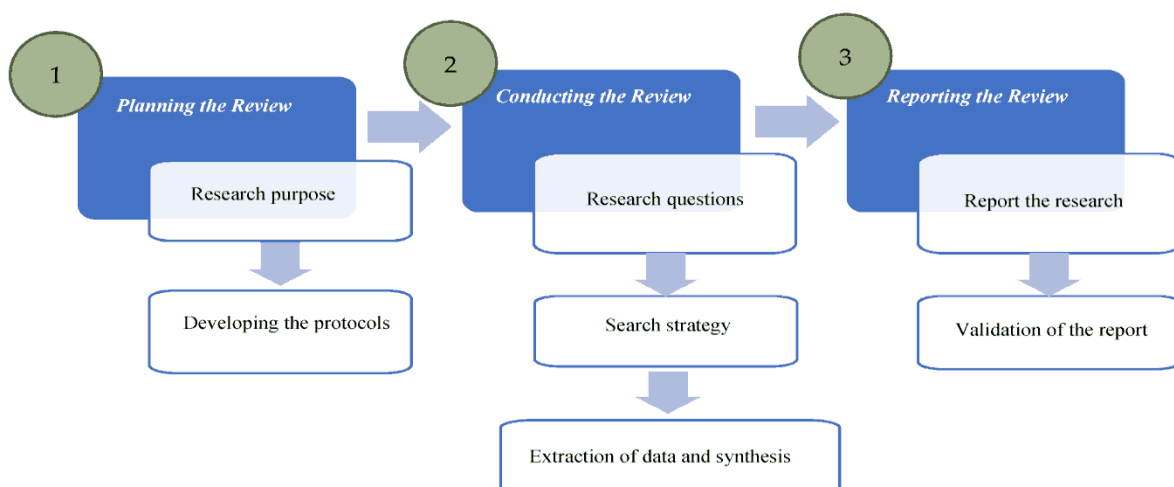 1
Planning the Review
Research purpose
Developing the protocols
2
Conducting the Review
Research questions
Search strategy
Extraction of data and synthesis
3
Reporting the Review
Report the research
Validation of the report